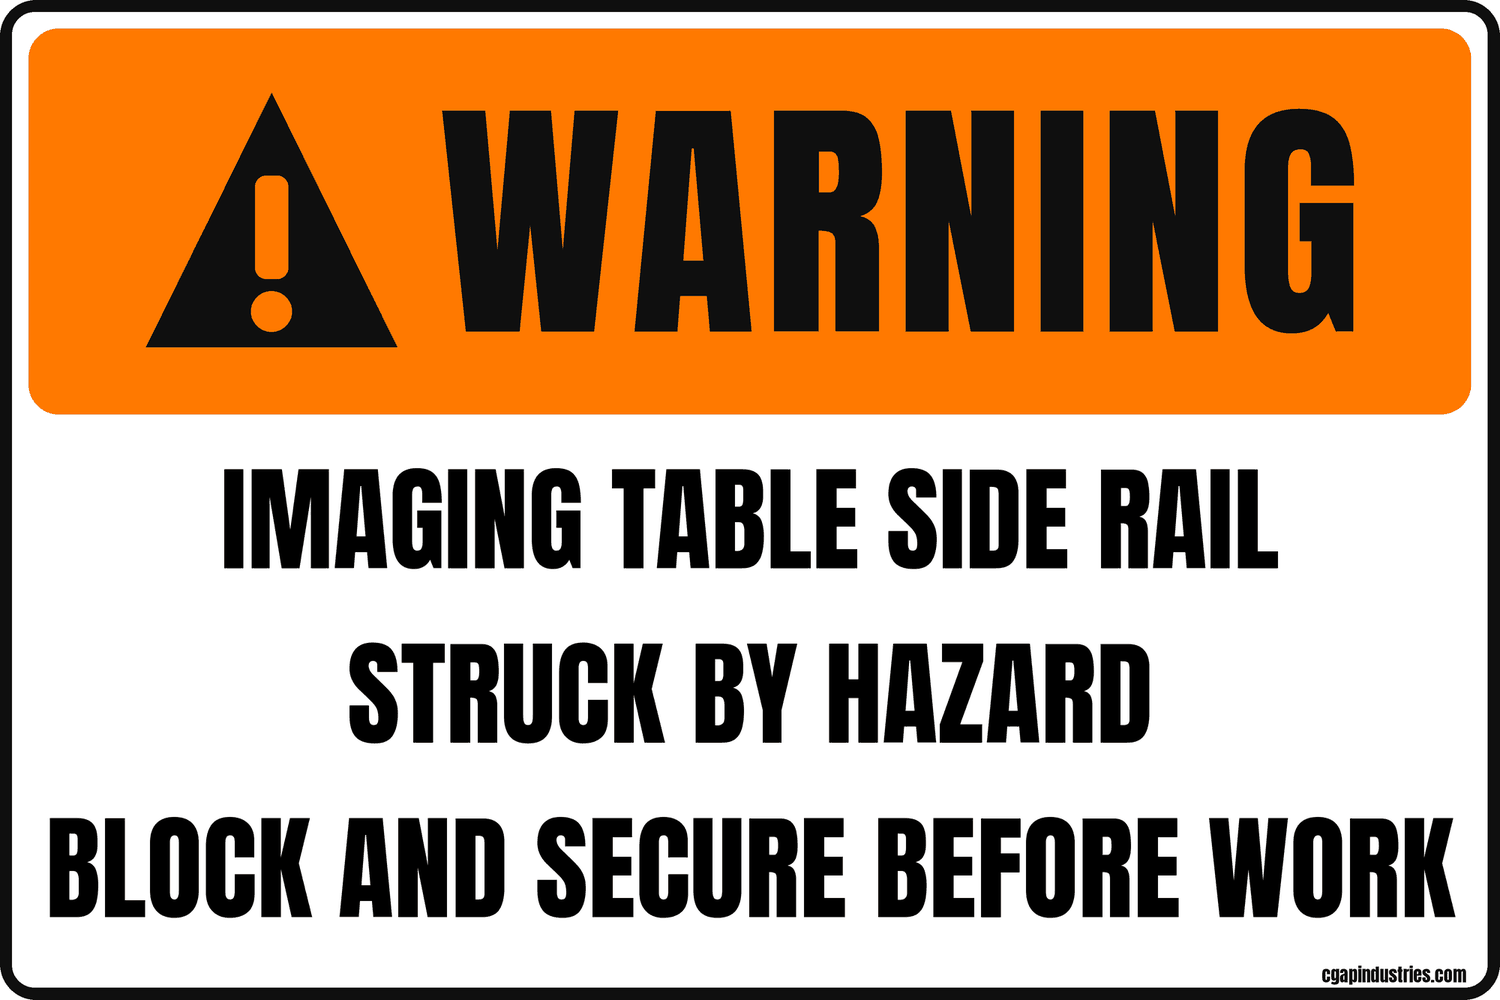 WARNING
IMAGING TABLE SIDE RAIL
STRUCK BY HAZARD
BLOCK AND SECURE BEFORE WORK
cgapindustries.com